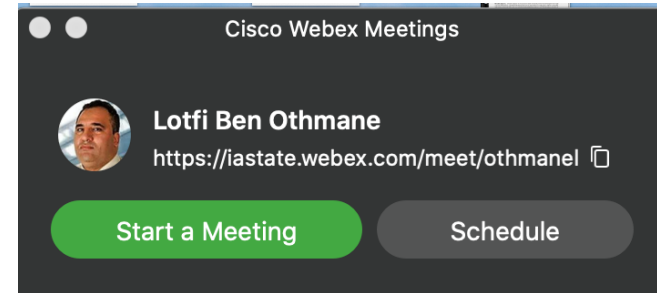 Cisco Webex Meetings
Lotfi Ben Othmane
https://iastate.webex.com/meet/othmanel
Start a Meeting
Schedule